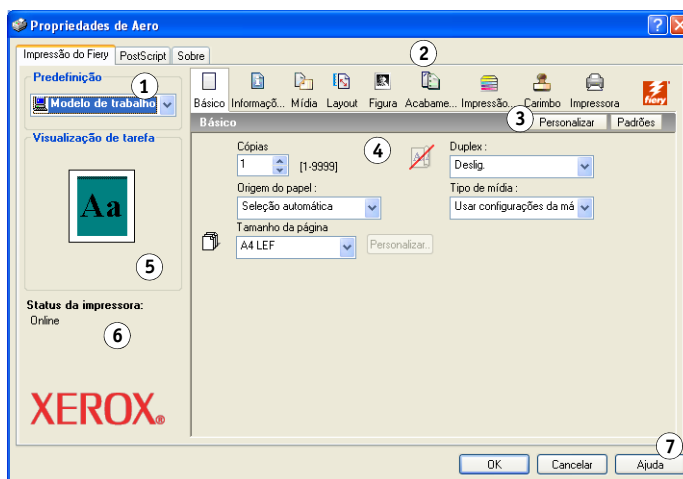 Propriedades de Aero
Impressão do Fiery PostScript Sobre
Predefinição
1
Modelo de trabalho
Visualização de tarefa
Aa
5
Status da impressora:
Online
6
XEROX®
2
Básico Informaçõ... Mídia Layout Figura Acabame... Impressão... Carimbo Impressora
fiery
Básico
3
Personalizar Padrões
Cópias
1 [1-9999]
4
Duplex :
Deslig.
Origem do papel :
Seleção automática
Tipo de mídia :
Usar configurações da má
Tamanho da página
A4 LEF Personalizar...
7
OK Cancelar Ajuda